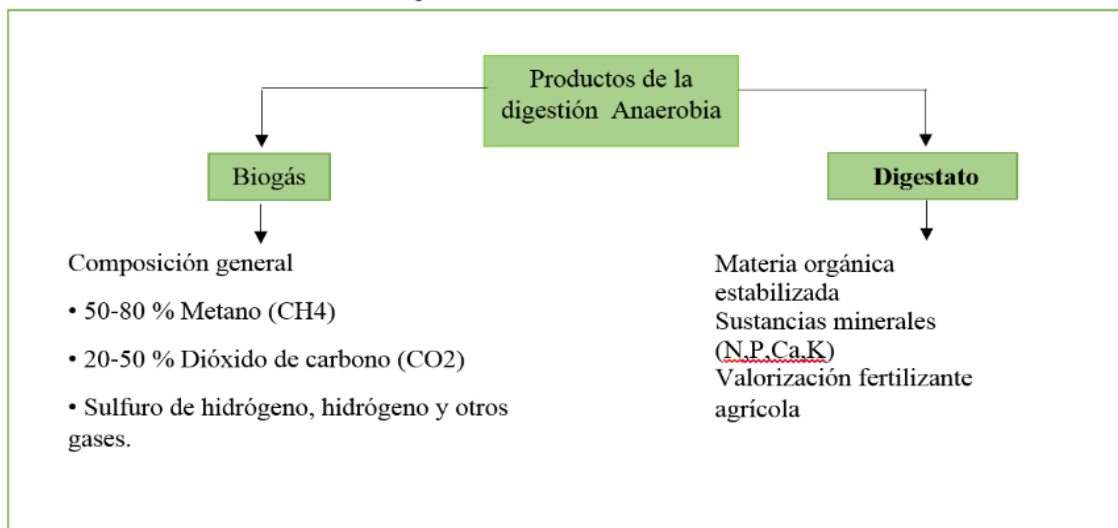 Productos de la
digestión Anaerobia
Biogás
Composición general
• 50-80 % Metano (CH4)
• 20-50 % Dióxido de carbono (CO2)
• Sulfuro de hidrógeno, hidrógeno y otros
gases.
Digestato
Materia orgánica
estabilizada
Sustancias minerales
(N,P,Ca,K)
Valorización fertilizante
agrícola